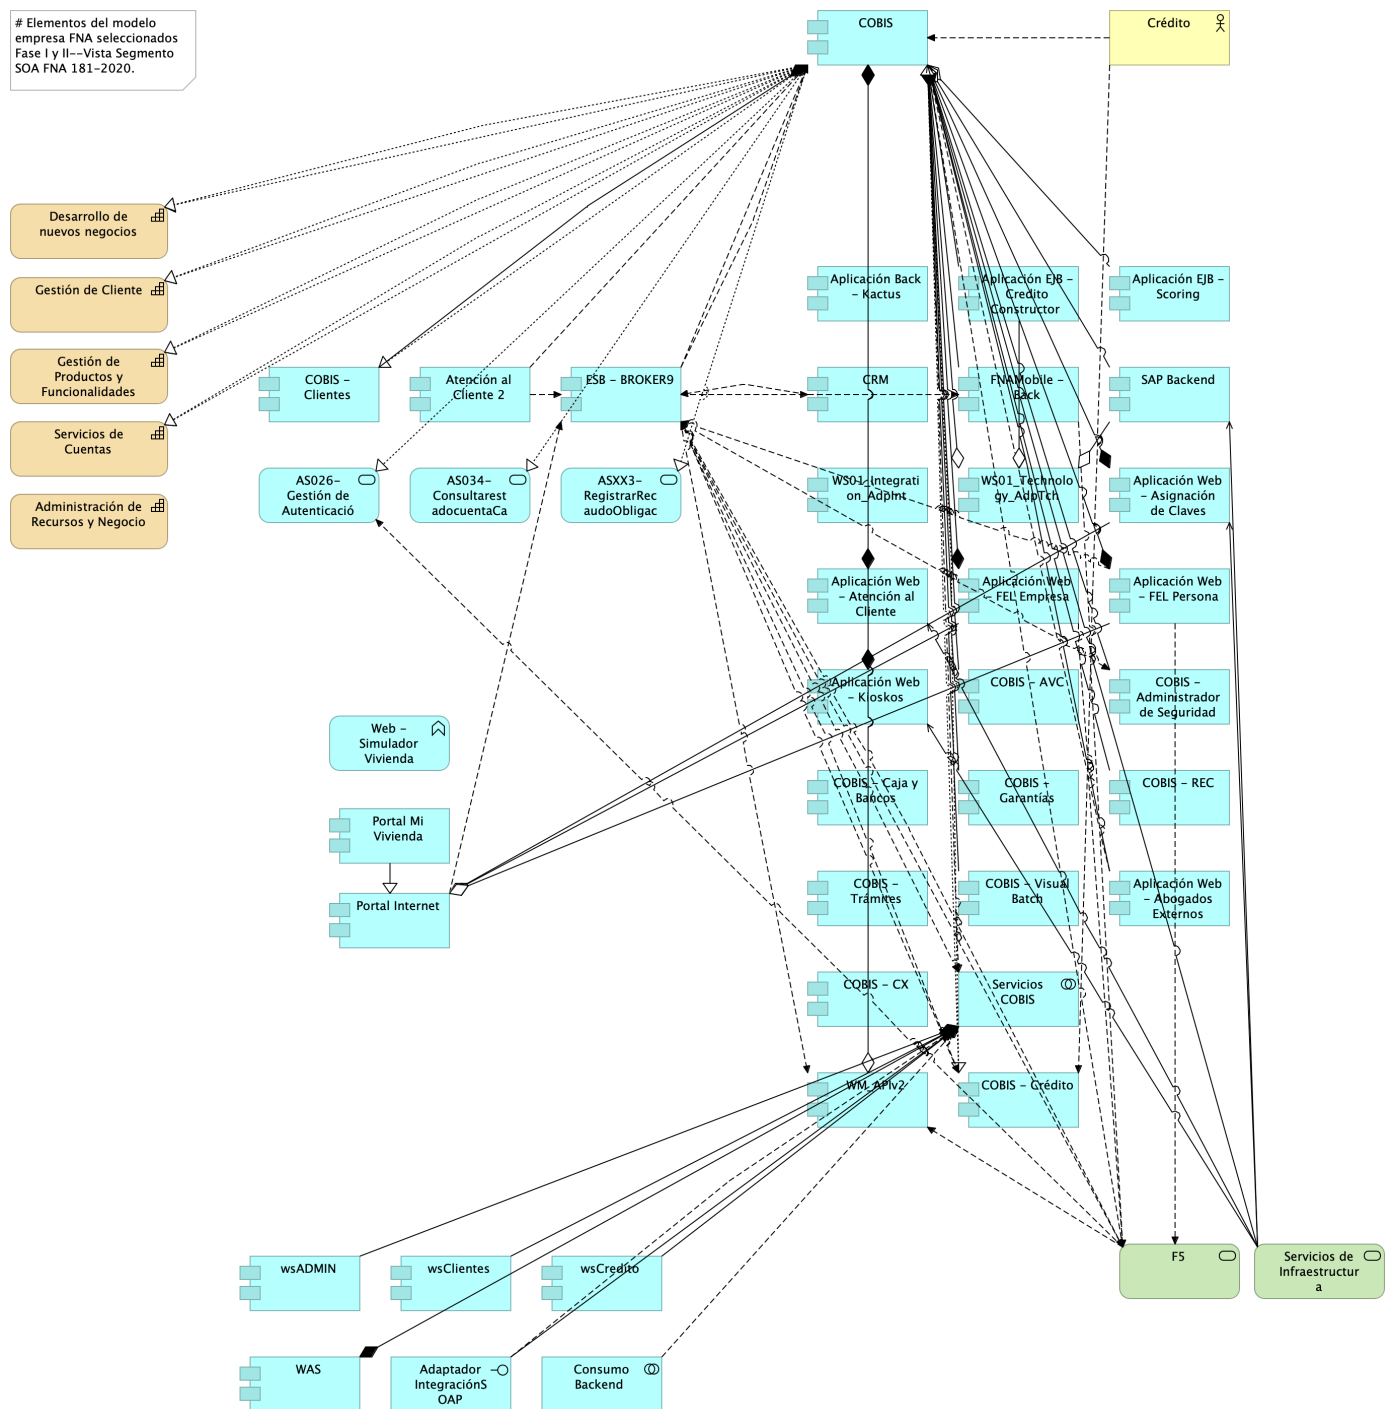 # Elementos del modelo
empresa FNA seleccionados
Fase I y II--Vista Segmento
SOA FNA 181-2020.
COBIS
Crédito
Desarrollo de
nuevos negocios
Gestión de Cliente
Gestión de
Productos y
Funcionalidades
Servicios de
Cuentas
Administración de
Recursos y Negocio
Aplicación Back
- Kactus
Aplicación EJB -
Credito
Constructor
Aplicación EJB -
Scoring
COBIS -
Clientes
Atención al
Cliente 2
ESB - BROKER9
CRM
FNAMobile -
Back
SAP Backend
AS026-
Gestión de
Autenticació
AS034-
Consultarest
adocuentaCa
ASXX3-
RegistrarRec
audoObligac
WS01_Integrati
on_AdpInt
WS01_Technolo
gy_AdpTch
Aplicación Web
- Asignación
de Claves
Aplicación Web
- Atención al
Cliente
Aplicación Web
- FEL Empresa
Aplicación Web
- FEL Persona
Aplicación Web
- Kioskos
COBIS - AVC
COBIS -
Administrador
de Seguridad
Web -
Simulador
Vivienda
COBIS - Caja y
Bancos
COBIS -
Garantías
COBIS - REC
Portal Mi
Vivienda
Portal Internet
COBIS -
Trámites
COBIS - Visual
Batch
Aplicación Web
- Abogados
Externos
COBIS - CX
Servicios
COBIS
WM_APIv2
COBIS - Crédito
wsADMIN
wsClientes
wsCredito
F5
Servicios de
Infraestructur
a
WAS
Adaptador
IntegraciónS
OAP
Consumo
Backend